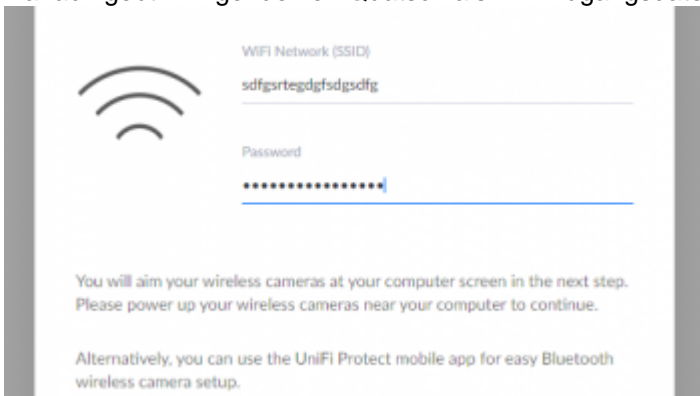 WiFi Network (SSID)
sdfgsrtegdgfsdgsdfg
Password
••••••••••••••••
You will aim your wireless cameras at your computer screen in the next step.
Please power up your wireless cameras near your computer to continue.
Alternatively, you can use the UniFi Protect mobile app for easy Bluetooth
wireless camera setup.